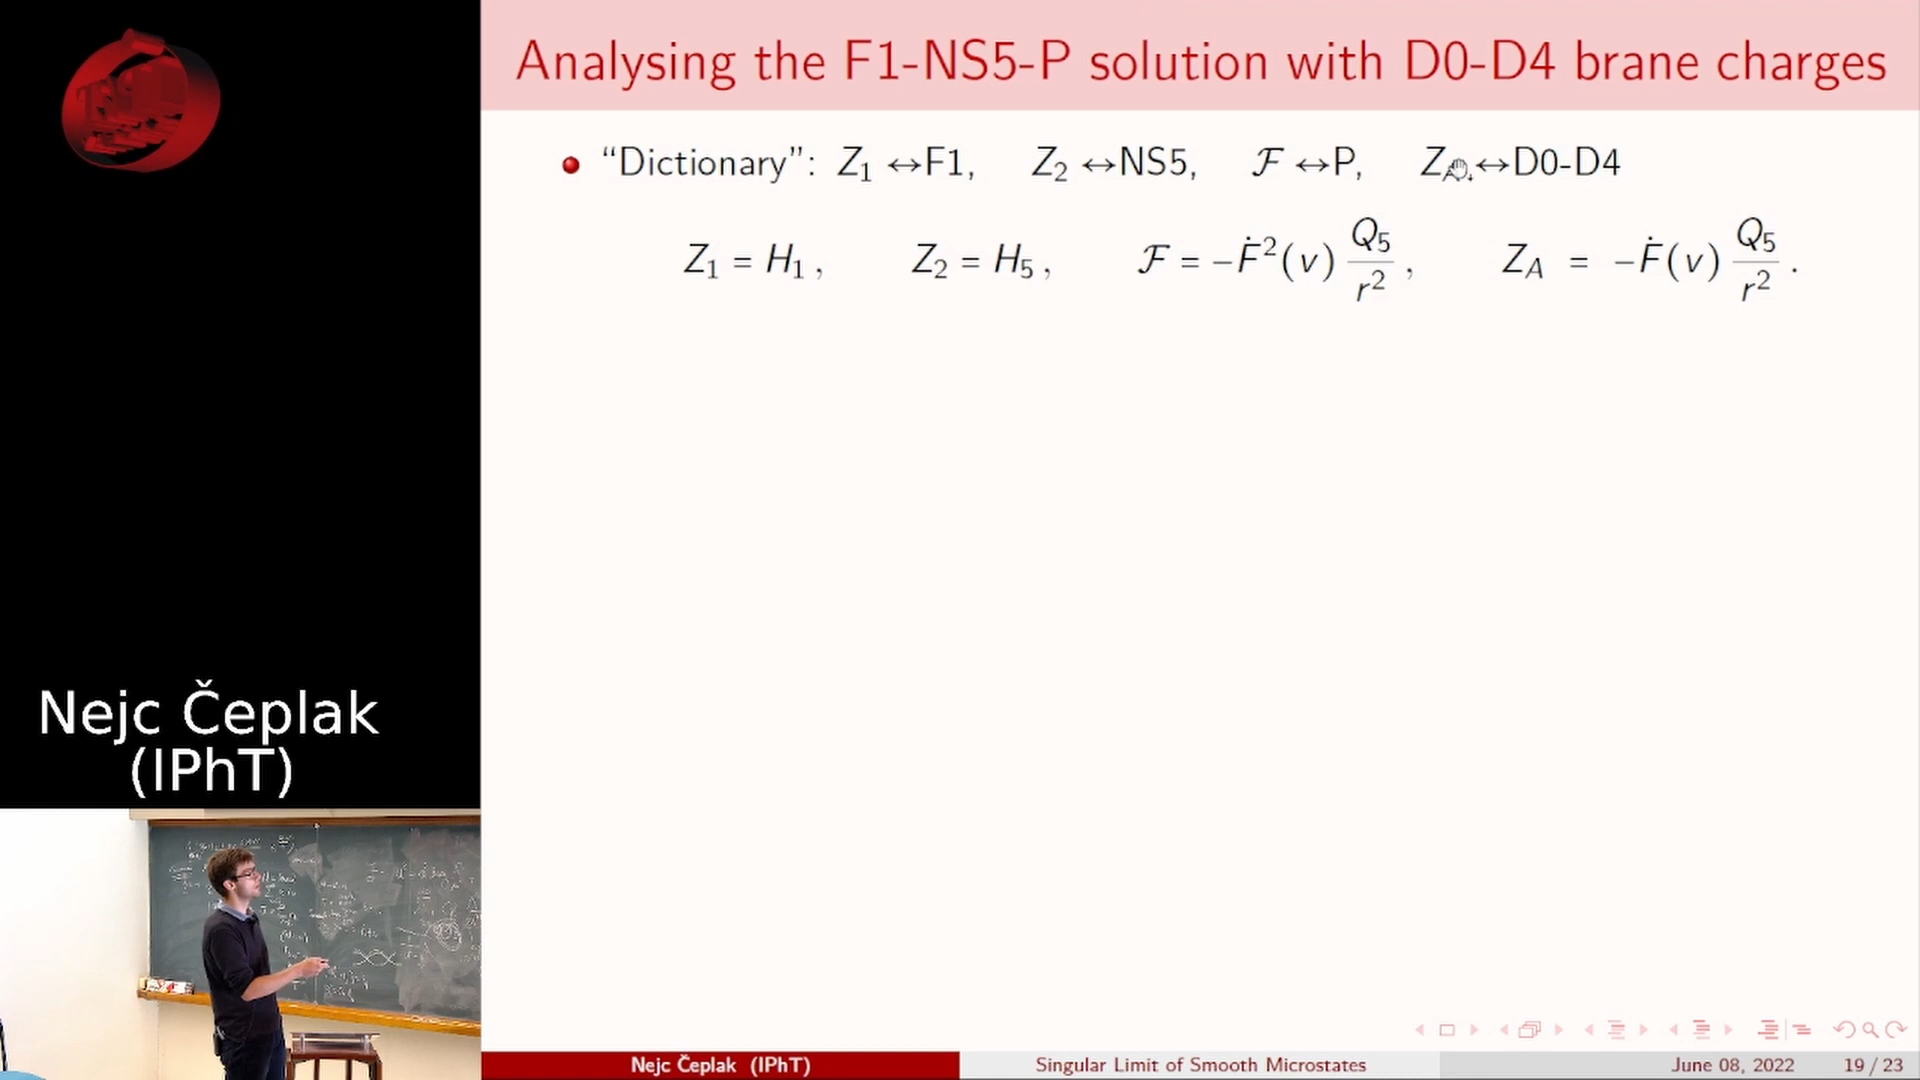 Analysing the F1-NS5-P solution with D0-D4 brane charges
“Dictionary”: Z₁ ↔F1, Z₂ ↔NS5, ℱ ↔P, Z_A ↔D0-D4
Z₁ = H₁ , Z₂ = H₅ , ℱ = −Ḟ²(v) Q₅/r² , Z_A = −Ḟ(v) Q₅/r² .
Nejc Čeplak
(IPhT)
Nejc Čeplak (IPhT) Singular Limit of Smooth Microstates June 08, 2022 19 / 23